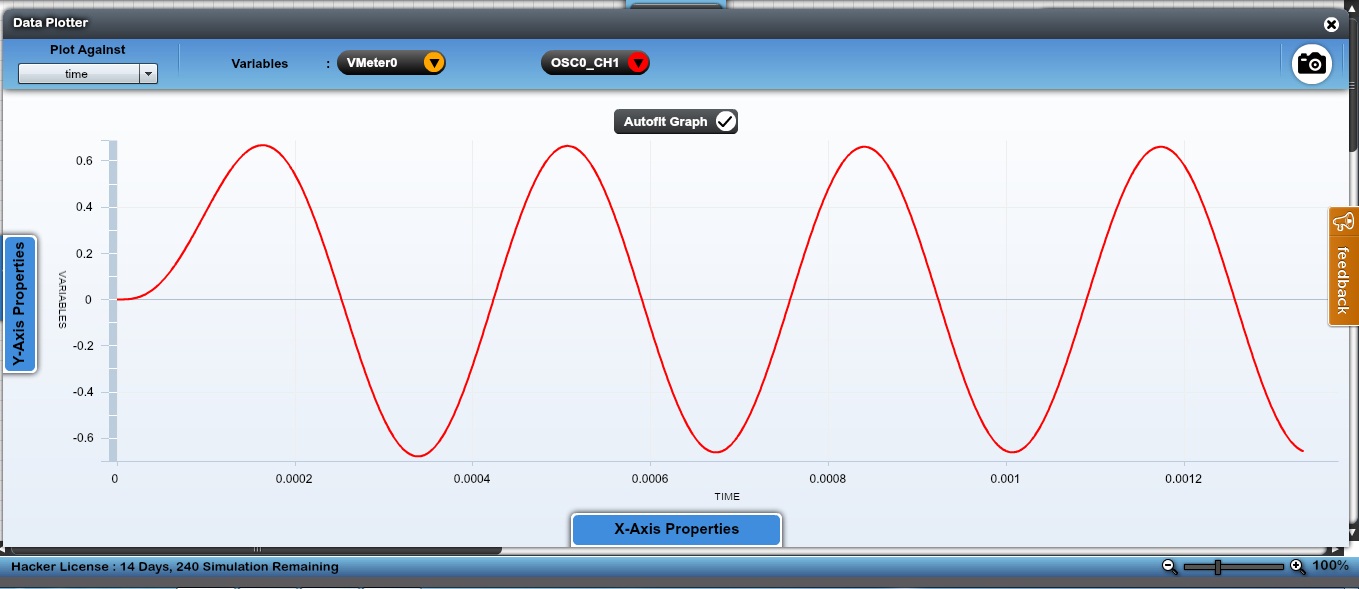 Data Plotter
Plot Against
time
Variables : VMeter0 OSC0_CH1
Autofit Graph
0.6
0.4
0.2
0
-0.2
-0.4
-0.6
VARIABLES
Y-Axis Properties
feedback
0 0.0002 0.0004 0.0006 0.0008 0.001 0.0012
TIME
X-Axis Properties
Hacker License : 14 Days, 240 Simulation Remaining
100%